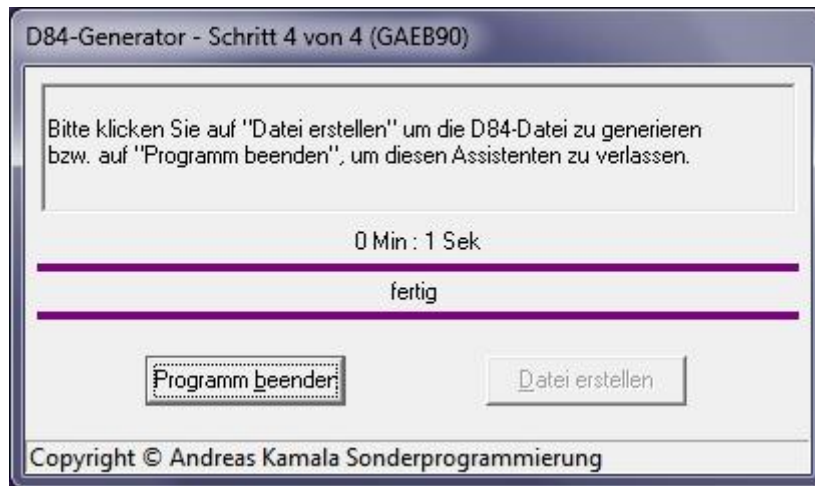 D84-Generator - Schritt 4 von 4 (GAEB90)
Bitte klicken Sie auf "Datei erstellen" um die D84-Datei zu generieren
bzw. auf "Programm beenden", um diesen Assistenten zu verlassen.
0 Min : 1 Sek
fertig
Programm beenden
Datei erstellen
Copyright © Andreas Kamala Sonderprogrammierung